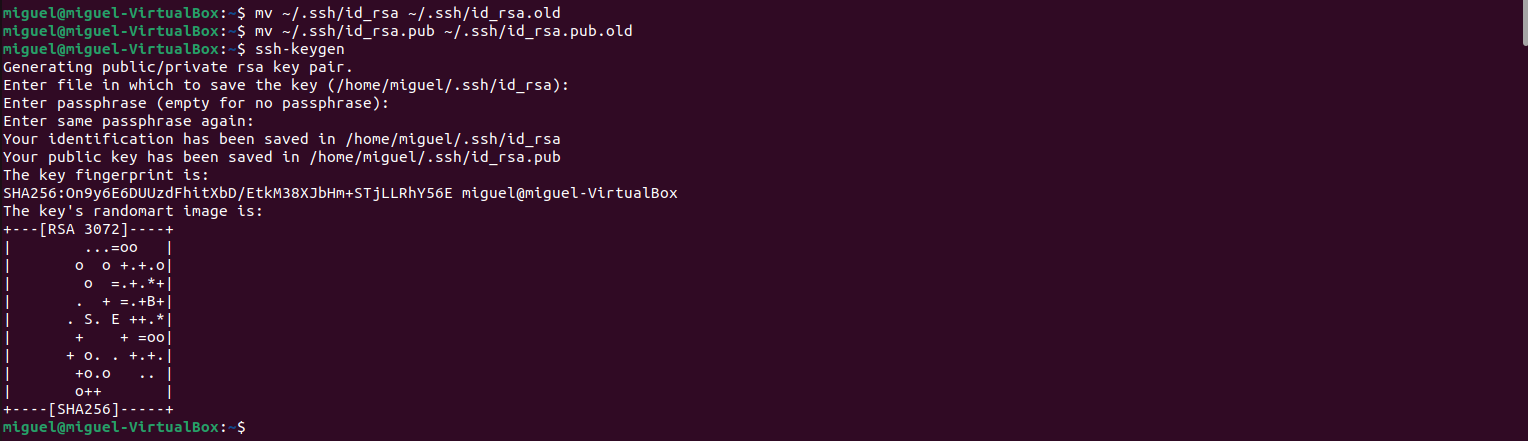 miguel@miguel-VirtualBox:~$ mv ~/.ssh/id_rsa ~/.ssh/id_rsa.old
miguel@miguel-VirtualBox:~$ mv ~/.ssh/id_rsa.pub ~/.ssh/id_rsa.pub.old
miguel@miguel-VirtualBox:~$ ssh-keygen
Generating public/private rsa key pair.
Enter file in which to save the key (/home/miguel/.ssh/id_rsa):
Enter passphrase (empty for no passphrase):
Enter same passphrase again:
Your identification has been saved in /home/miguel/.ssh/id_rsa
Your public key has been saved in /home/miguel/.ssh/id_rsa.pub
The key fingerprint is:
SHA256:On9y6E6DUUzdFhitXbD/EtkM38XJbHm+STjLLRhY56E miguel@miguel-VirtualBox
The key's randomart image is:
+---[RSA 3072]----+
|        ...=oo   |
|       o  o +.+.o|
|        o  =.+.*+|
|       .  + =.+B+|
|      . S. E ++.*|
|       +    + =oo|
|      + o. . +.+.|
|       +o.o   .. |
|       o++       |
+----[SHA256]-----+
miguel@miguel-VirtualBox:~$